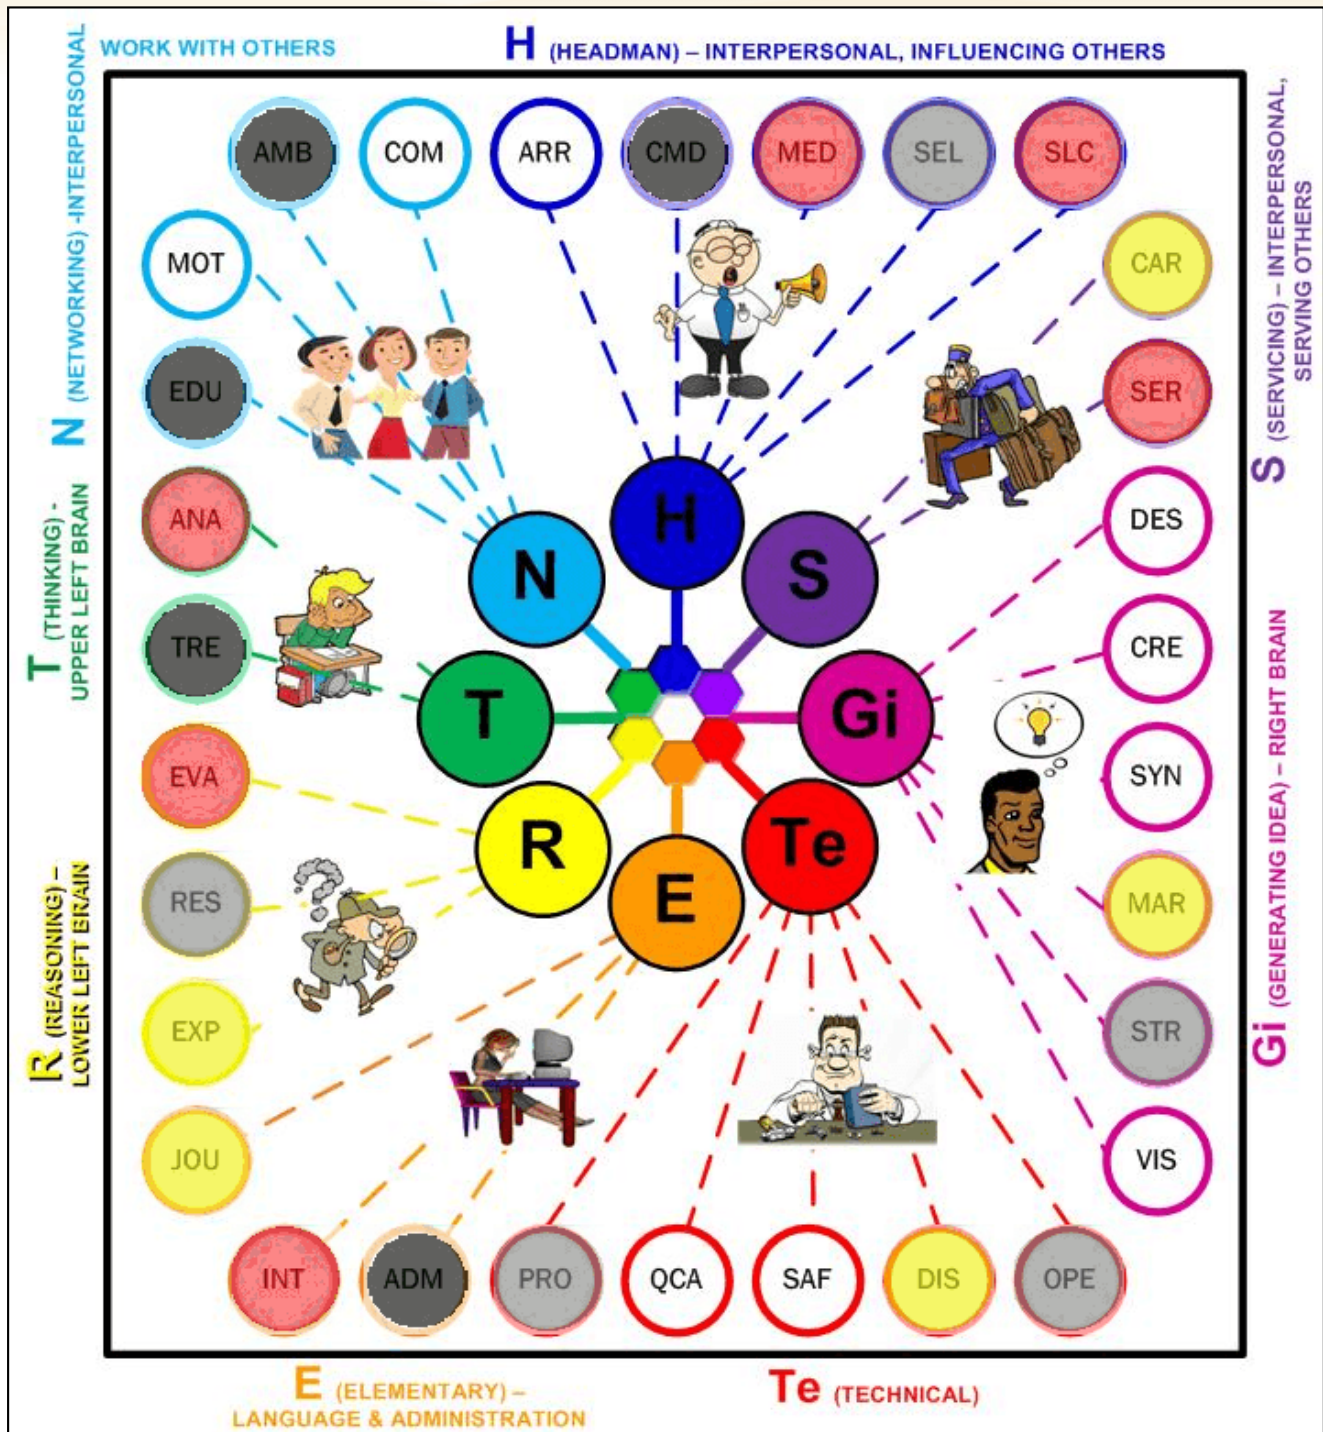 WORK WITH OTHERS
N (NETWORKING) -INTERPERSONAL
H (HEADMAN) – INTERPERSONAL, INFLUENCING OTHERS
S (SERVICING) – INTERPERSONAL,
SERVING OTHERS
T (THINKING) -
UPPER LEFT BRAIN
R (REASONING) –
LOWER LEFT BRAIN
Gi (GENERATING IDEA) – RIGHT BRAIN
AMB
COM
ARR
CMD
MED
SEL
SLC
MOT
CAR
EDU
SER
ANA
DES
TRE
CRE
EVA
SYN
RES
MAR
EXP
STR
JOU
VIS
H
N
S
T
Gi
R
Te
E
INT
ADM
PRO
QCA
SAF
DIS
OPE
E (ELEMENTARY) –
LANGUAGE & ADMINISTRATION
Te (TECHNICAL)